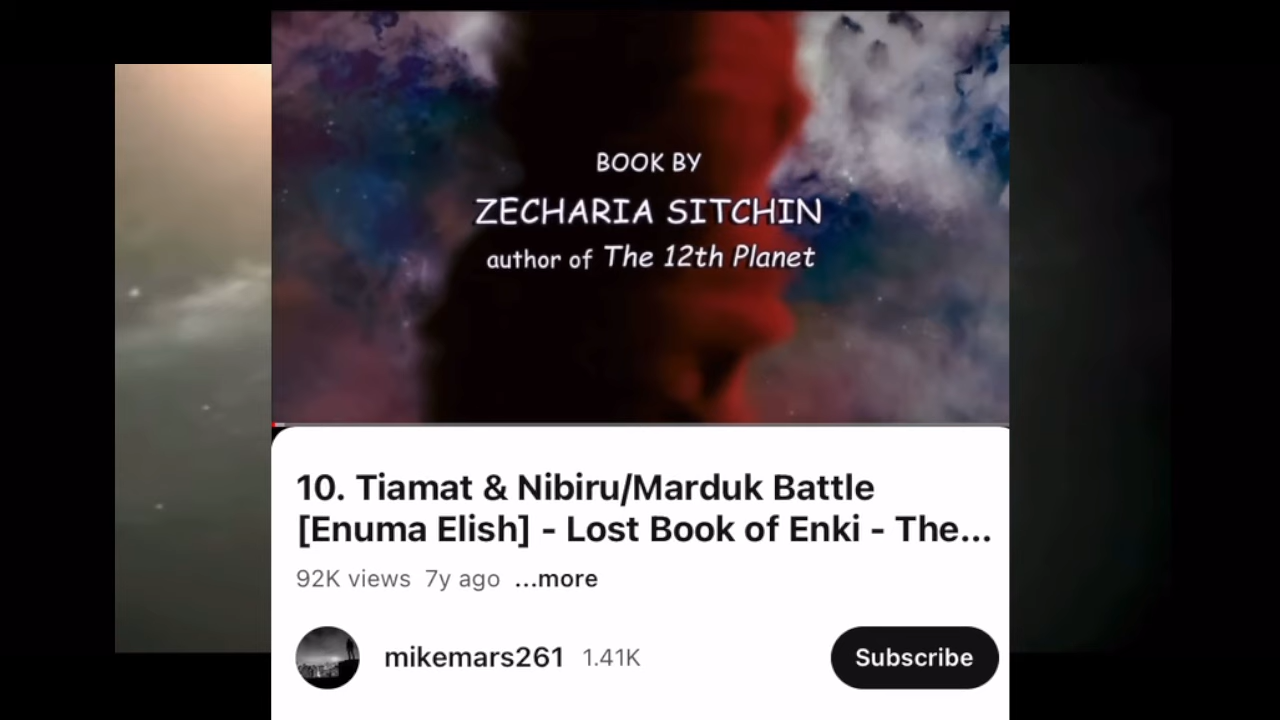 BOOK BY
ZECHARIA SITCHIN
author of The 12th Planet
10. Tiamat & Nibiru/Marduk Battle
[Enuma Elish] - Lost Book of Enki - The...
92K views 7y ago ...more
mikemars261 1.41K
Subscribe